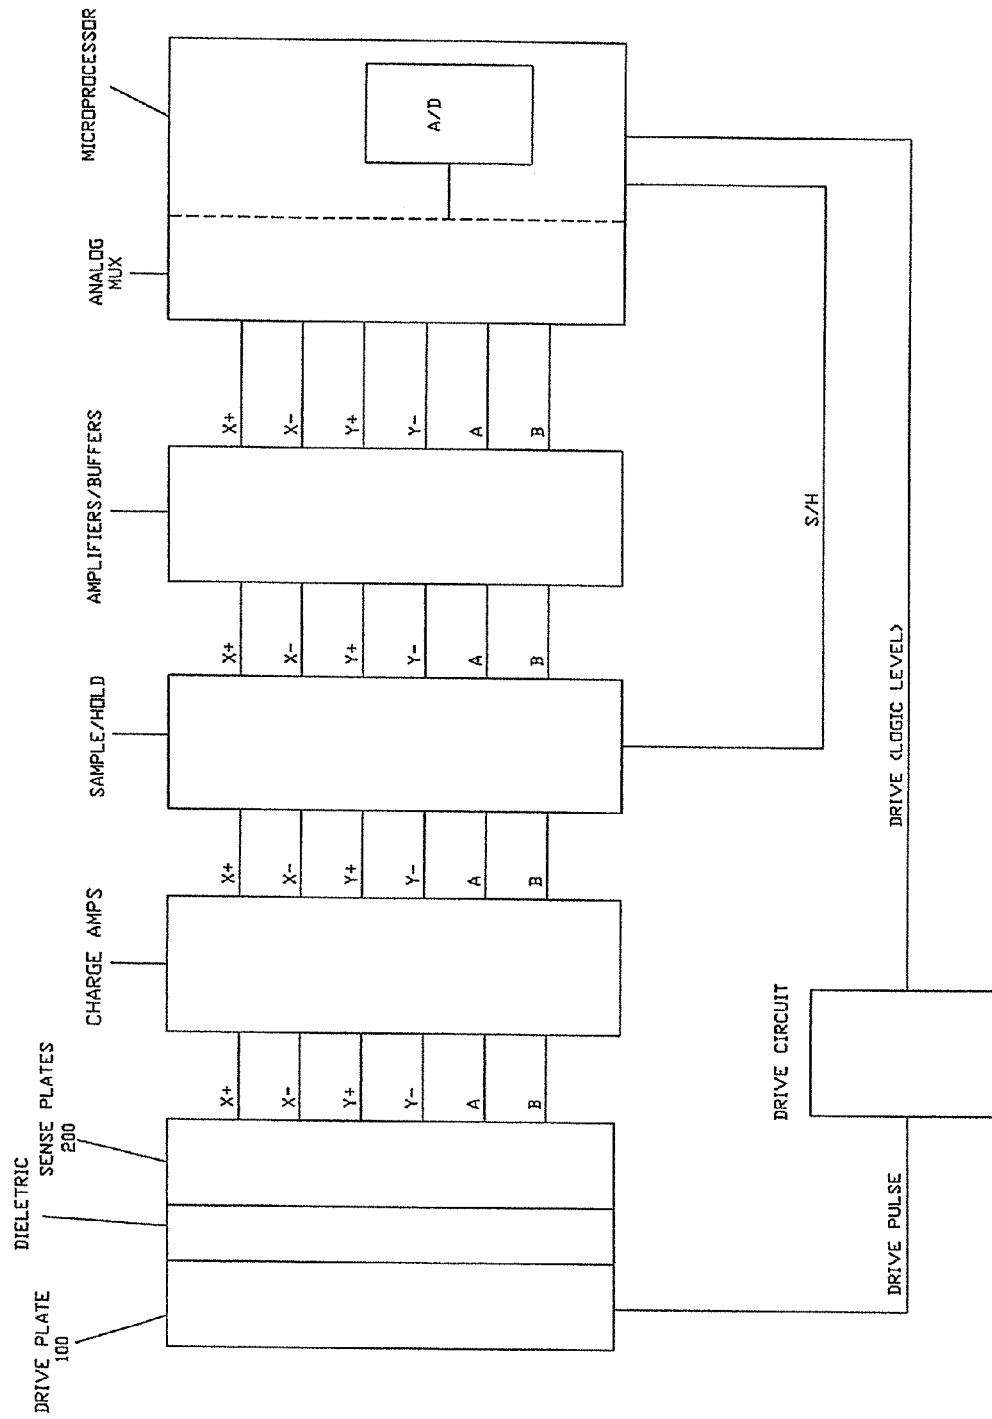 DRIVE PLATE
100
DIELETRIC
SENSE PLATES
200
CHARGE AMPS
SAMPLE/HOLD
AMPLIFIERS/BUFFERS
ANALOG
MUX
MICROPROCESSOR
X+
X-
Y+
Y-
A
B
X+
X-
Y+
Y-
A
B
X+
X-
Y+
Y-
A
B
X+
X-
Y+
Y-
A
B
A/D
S/H
DRIVE PULSE
DRIVE CIRCUIT
DRIVE (LOGIC LEVEL)